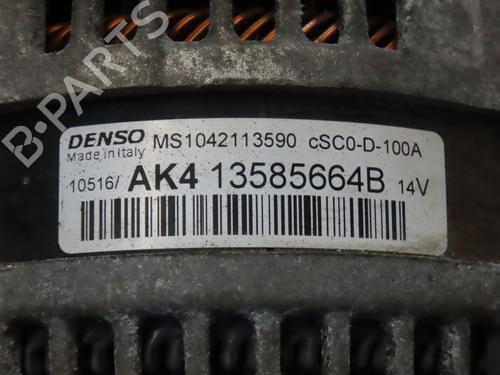 B-PARTS
DENSO MS1042113590 cSC0-D-100A
Made in Italy
10516/ AK4 13585664B 14V